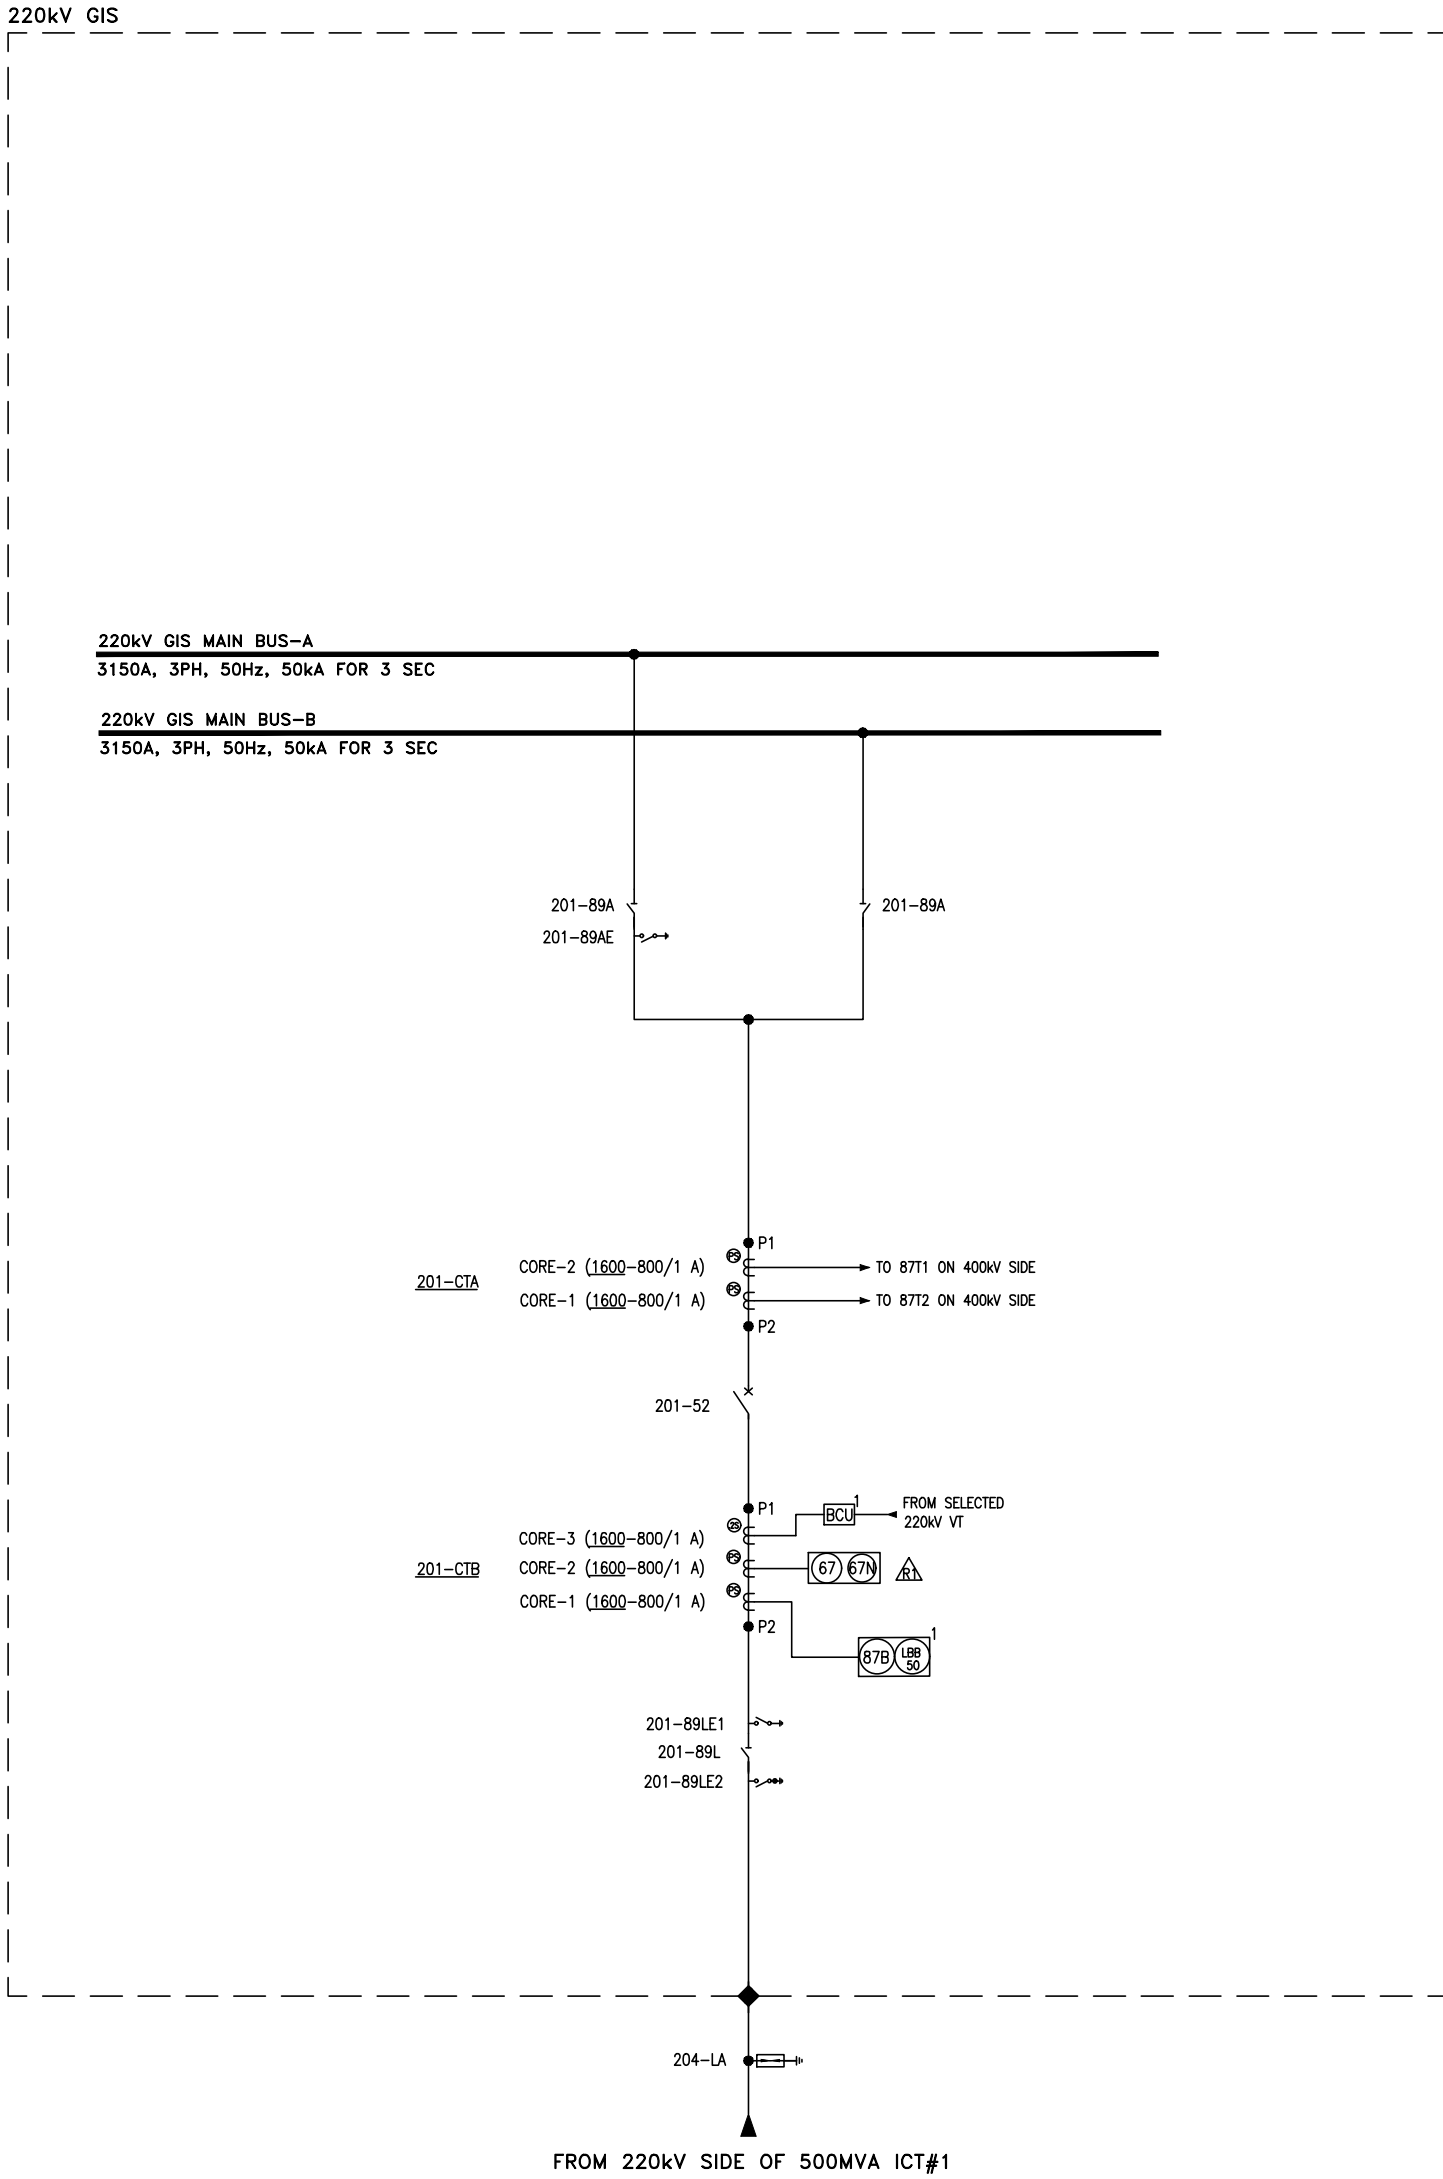 220kV GIS
220kV GIS MAIN BUS-A
3150A, 3PH, 50Hz, 50kA FOR 3 SEC
220kV GIS MAIN BUS-B
3150A, 3PH, 50Hz, 50kA FOR 3 SEC
201-89A
201-89A
201-89AE
P1
PS
CORE-2 (1600-800/1 A)
TO 87T1 ON 400kV SIDE
201-CTA
PS
CORE-1 (1600-800/1 A)
TO 87T2 ON 400kV SIDE
P2
201-52
P1
1
BCU
FROM SELECTED
220kV VT
2S
CORE-3 (1600-800/1 A)
PS
201-CTB
CORE-2 (1600-800/1 A)
67 67N
R1
PS
CORE-1 (1600-800/1 A)
P2
1
87B
LBB
50
201-89LE1
201-89L
201-89LE2
204-LA
FROM 220kV SIDE OF 500MVA ICT#1